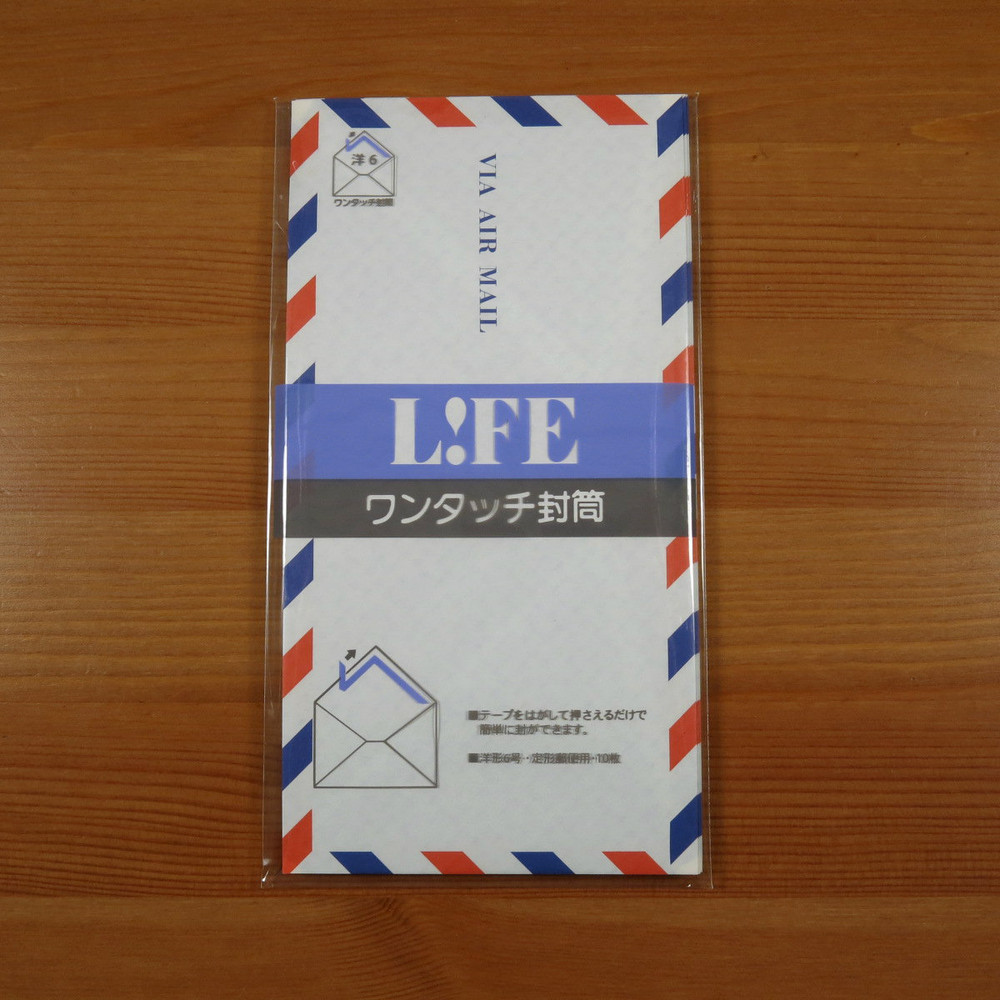 洋6
ワンタッチ封筒
VIA AIR MAIL
L!FE
ワンタッチ封筒
■テープをはがして押さえるだけで
簡単に封ができます。
■洋形6号・定形郵便用・10枚